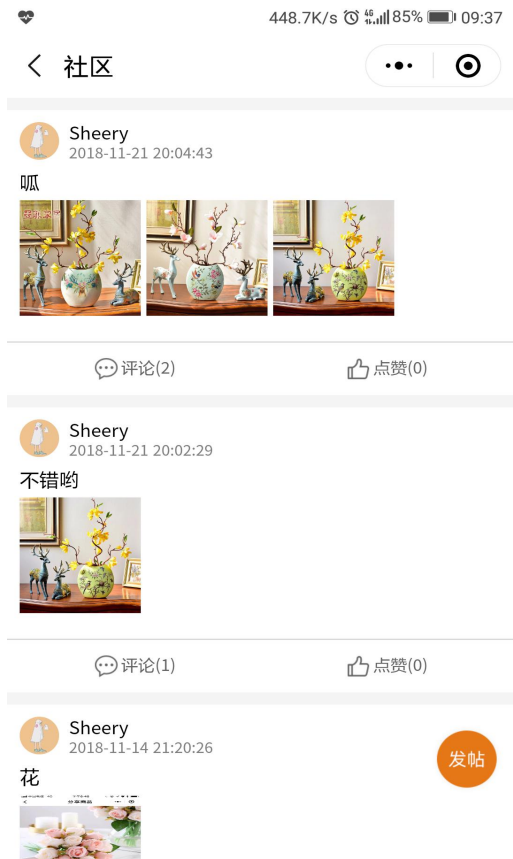 448.7K/s 4G 85% 09:37
社区
Sheery
2018-11-21 20:04:43
呱
评论(2) 点赞(0)
Sheery
2018-11-21 20:02:29
不错哟
评论(1) 点赞(0)
Sheery
2018-11-14 21:20:26
发帖
花